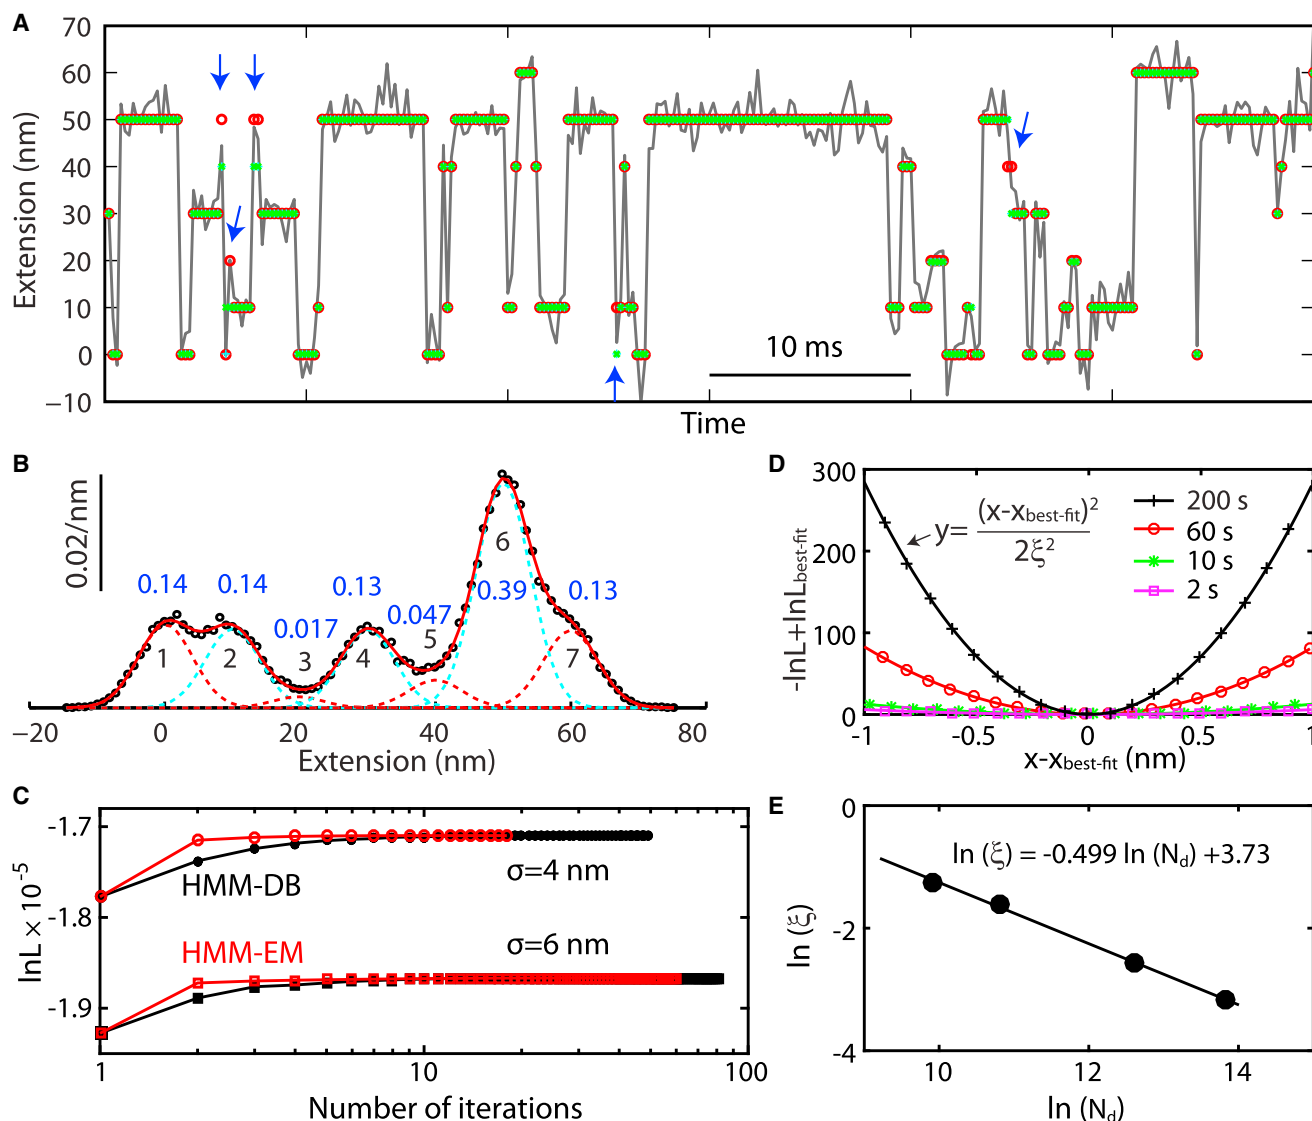 A
70
60
50
40
30
20
10
0
−10
Extension (nm)
10 ms
Time
B
0.02/nm
0.14
0.14
0.017
0.13
0.047
0.39
0.13
1
2
3
4
5
6
7
−20
0
20
40
60
80
Extension (nm)
C
-1.7
-1.8
-1.9
lnL × 10⁻⁵
HMM-DB
σ=4 nm
HMM-EM
σ=6 nm
1
10
100
Number of iterations
D
300
200
100
0
-lnL+lnLbest-fit
y= (x-xbest-fit)² / 2ξ²
200 s
60 s
10 s
2 s
-1
-0.5
0
0.5
1
x-xbest-fit (nm)
E
0
-2
-4
ln (ξ)
ln (ξ) = -0.499 ln (Nd) +3.73
10
12
14
ln (Nd)